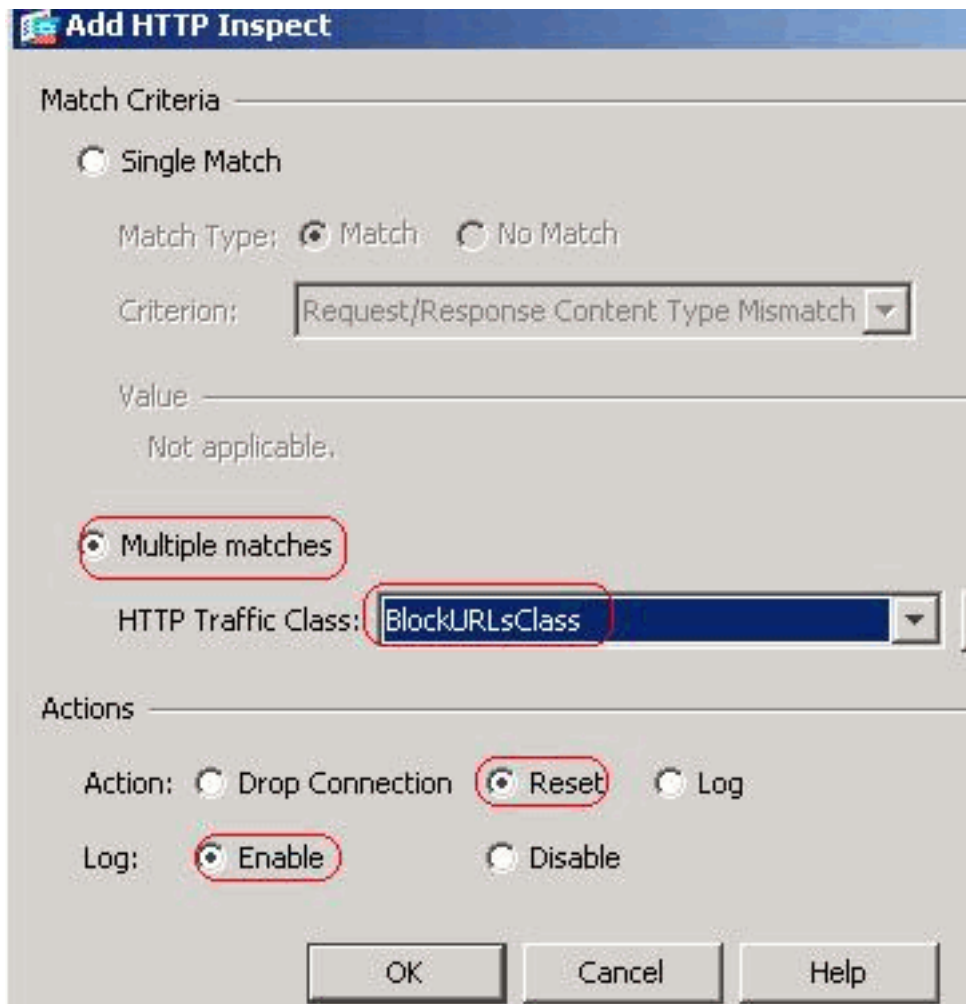 Add HTTP Inspect
Match Criteria
Single Match
Match Type: Match No Match
Criterion: Request/Response Content Type Mismatch
Value
Not applicable.
Multiple matches
HTTP Traffic Class: BlockURLsClass
Actions
Action: Drop Connection Reset Log
Log: Enable Disable
OK Cancel Help